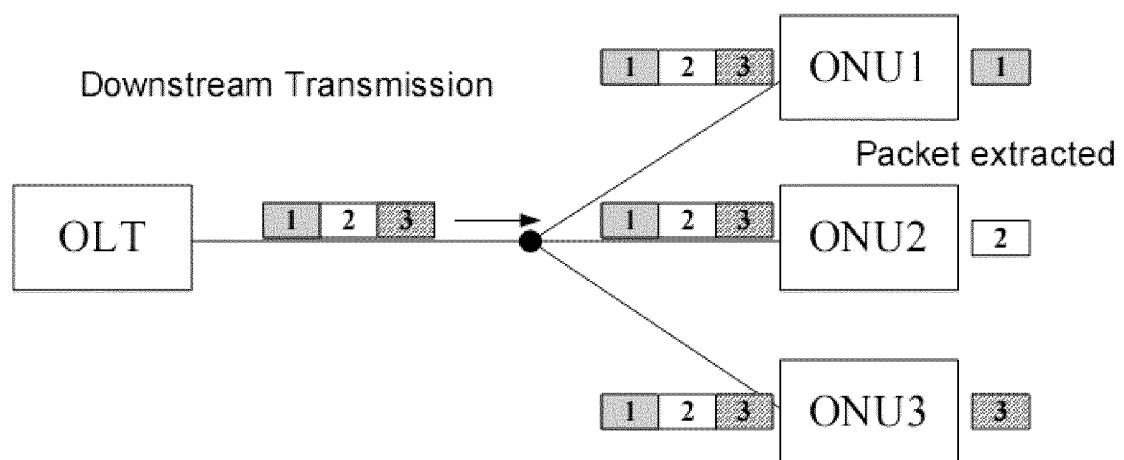 1 2 3 ONU1 1
Downstream Transmission
Packet extracted
OLT 1 2 3 1 2 3 ONU2 2
1 2 3 ONU3 3